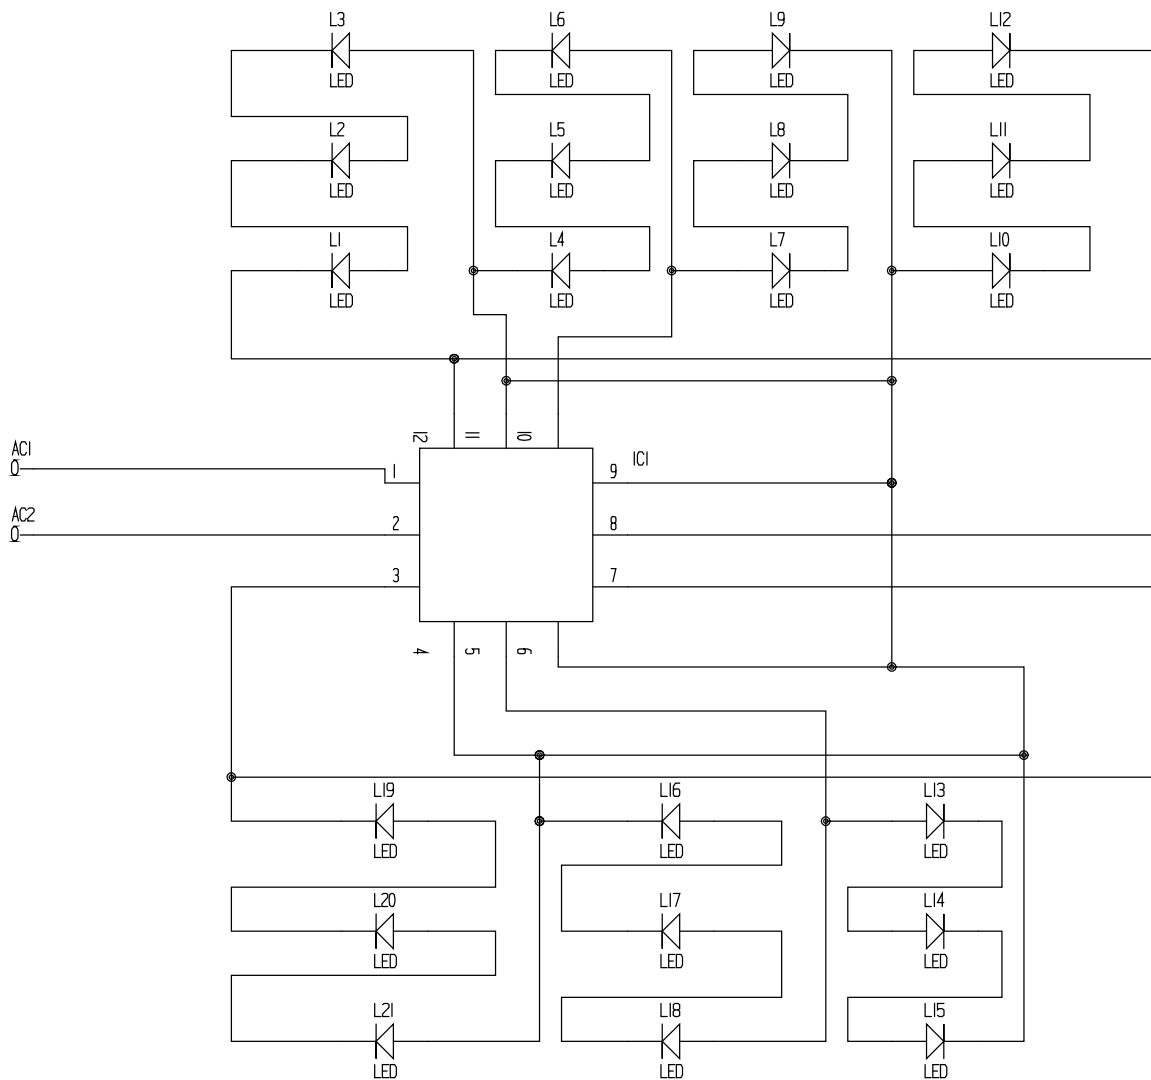 L3 L6 L9 L12
LED LED LED LED
L2 L5 L8 L11
LED LED LED LED
L1 L4 L7 L10
LED LED LED LED
12 11 10
AC1 1 9 IC1
AC2 2 8
3 7
4 5 6
L19 L16 L13
LED LED LED
L20 L17 L14
LED LED LED
L21 L18 L15
LED LED LED